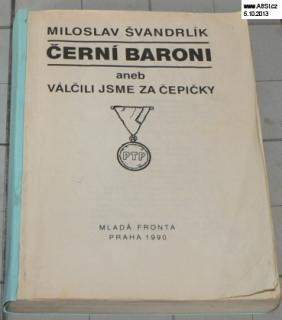 www.A8SI.cz
5.10.2013
MILOSLAV ŠVANDRLÍK
ČERNÍ BARONI
aneb
VÁLČILI JSME ZA ČEPIČKY
PTP
MLADÁ FRONTA
PRAHA 1990